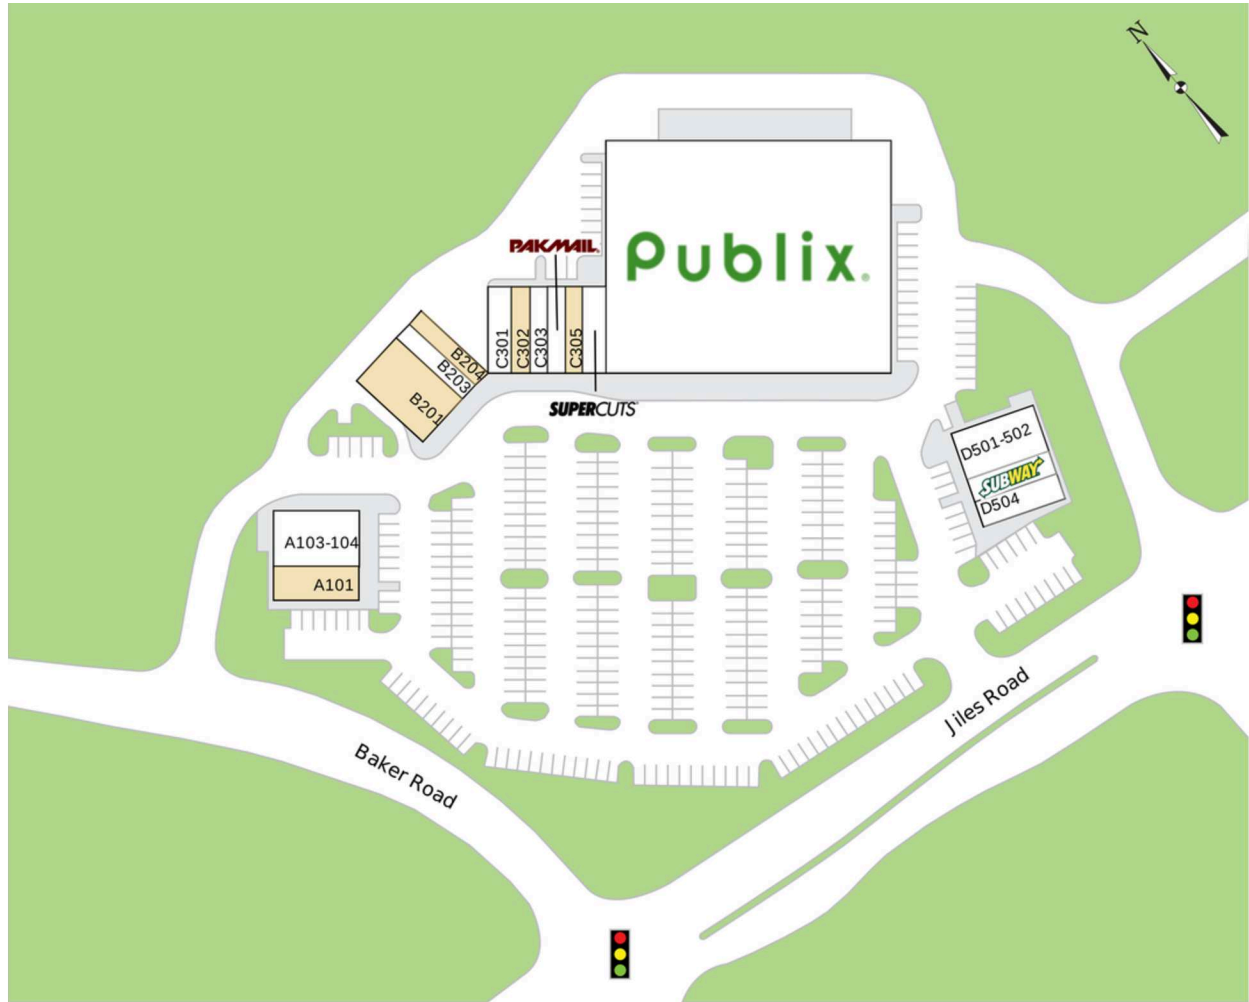 N
Publix.
PAKMAIL
C301
C302
C303
C305
SUPERCUTS
B204
B203
B201
A103-104
A101
D501-502
SUBWAY
D504
Jiles Road
Baker Road